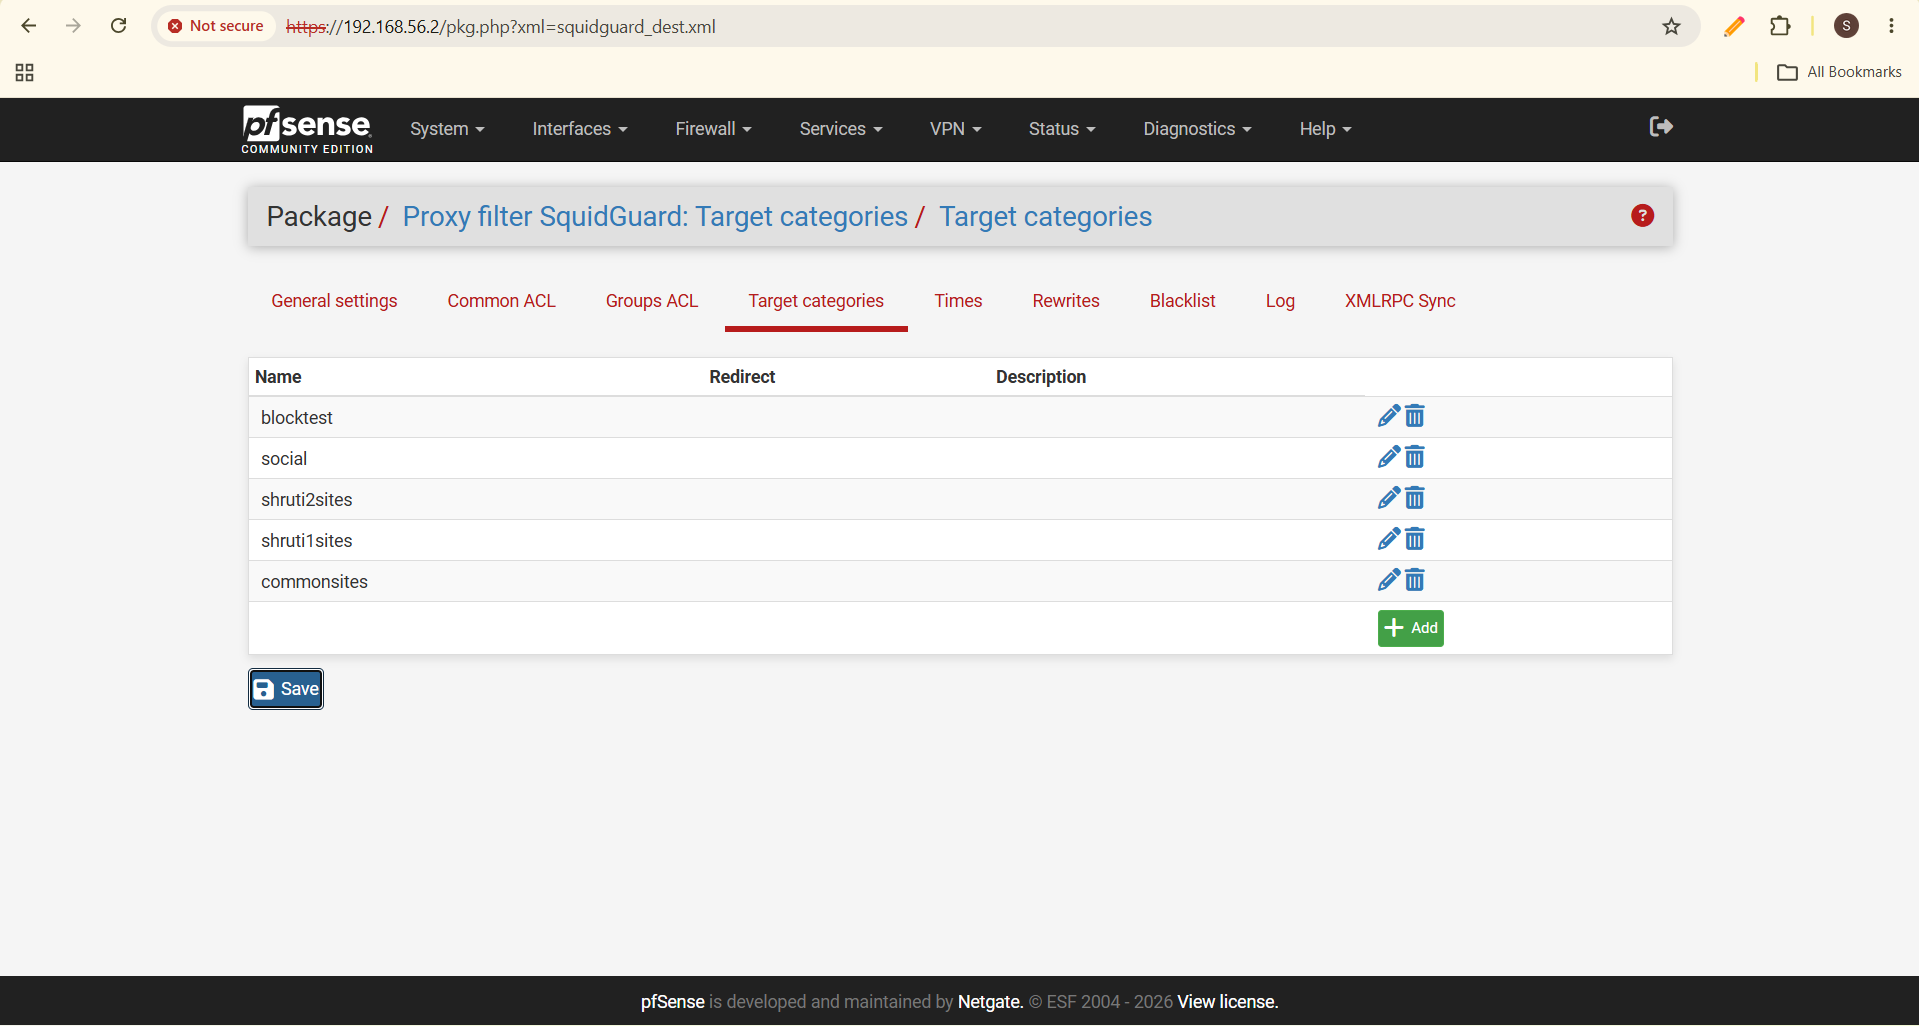 Not secure https://192.168.56.2/pkg.php?xml=squidguard_dest.xml S
All Bookmarks
pfsense COMMUNITY EDITION System Interfaces Firewall Services VPN Status Diagnostics Help
Package / Proxy filter SquidGuard: Target categories / Target categories ?
General settings Common ACL Groups ACL Target categories Times Rewrites Blacklist Log XMLRPC Sync
Name Redirect Description
blocktest
social
shruti2sites
shruti1sites
commonsites
Add
Save
pfSense is developed and maintained by Netgate. © ESF 2004 - 2026 View license.